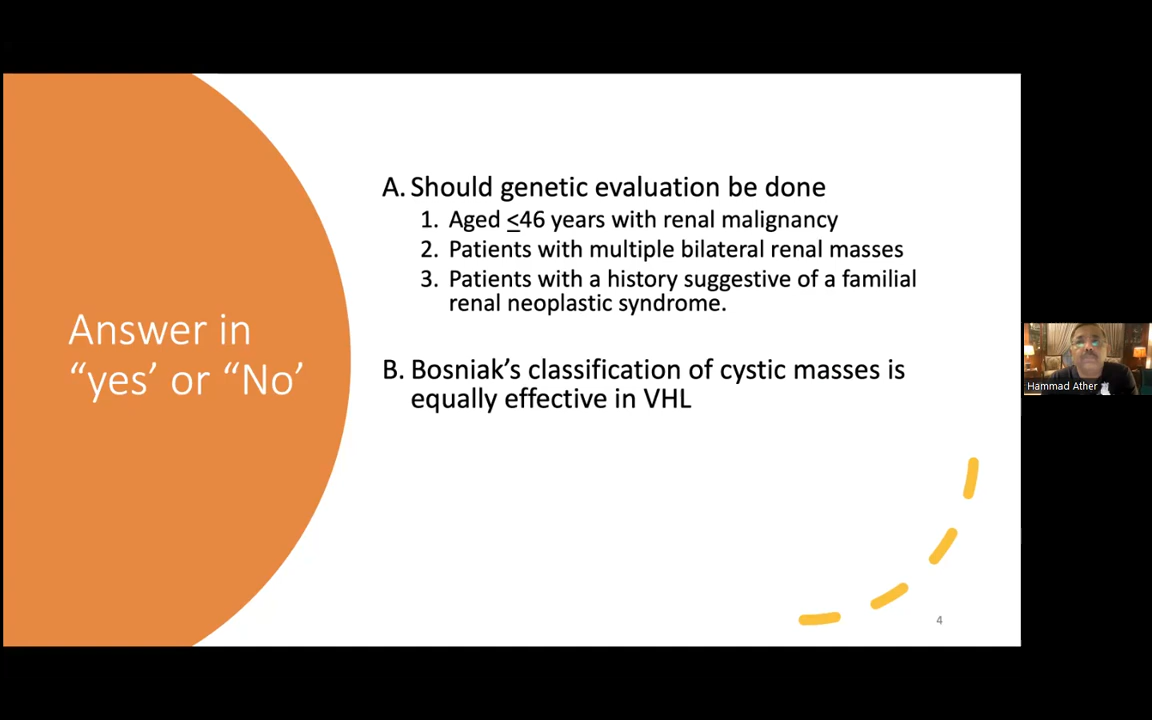 Answer in
“yes’ or “No’
A. Should genetic evaluation be done
1. Aged <46 years with renal malignancy
2. Patients with multiple bilateral renal masses
3. Patients with a history suggestive of a familial
renal neoplastic syndrome.
B. Bosniak’s classification of cystic masses is
equally effective in VHL
4
Hammad Ather